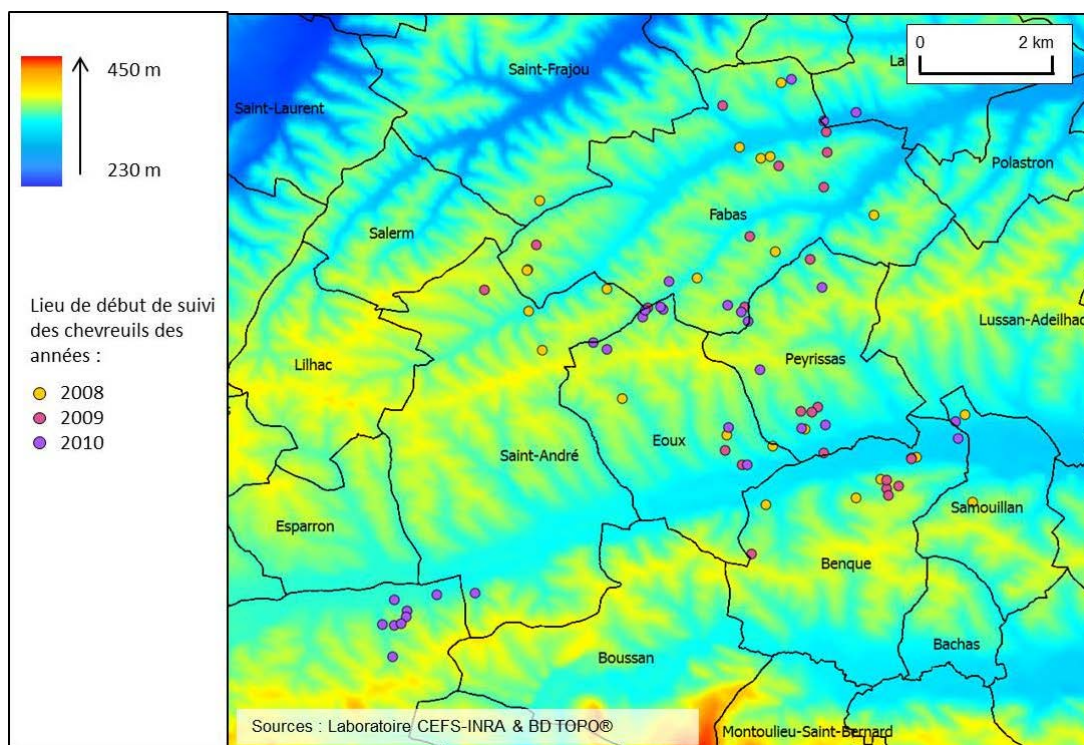 450 m
230 m
Lieu de début de suivi
des chevreuils des
années :
2008
2009
2010
0 2 km
Saint-Frajou
Saint-Laurent
Polastron
Fabas
Salerm
Lussan-Adeilhac
Peyrissas
Lilhac
Eoux
Saint-André
Samouillan
Esparron
Benque
Bachas
Boussan
Montoulieu-Saint-Bernard
Sources : Laboratoire CEFS-INRA & BD TOPO®